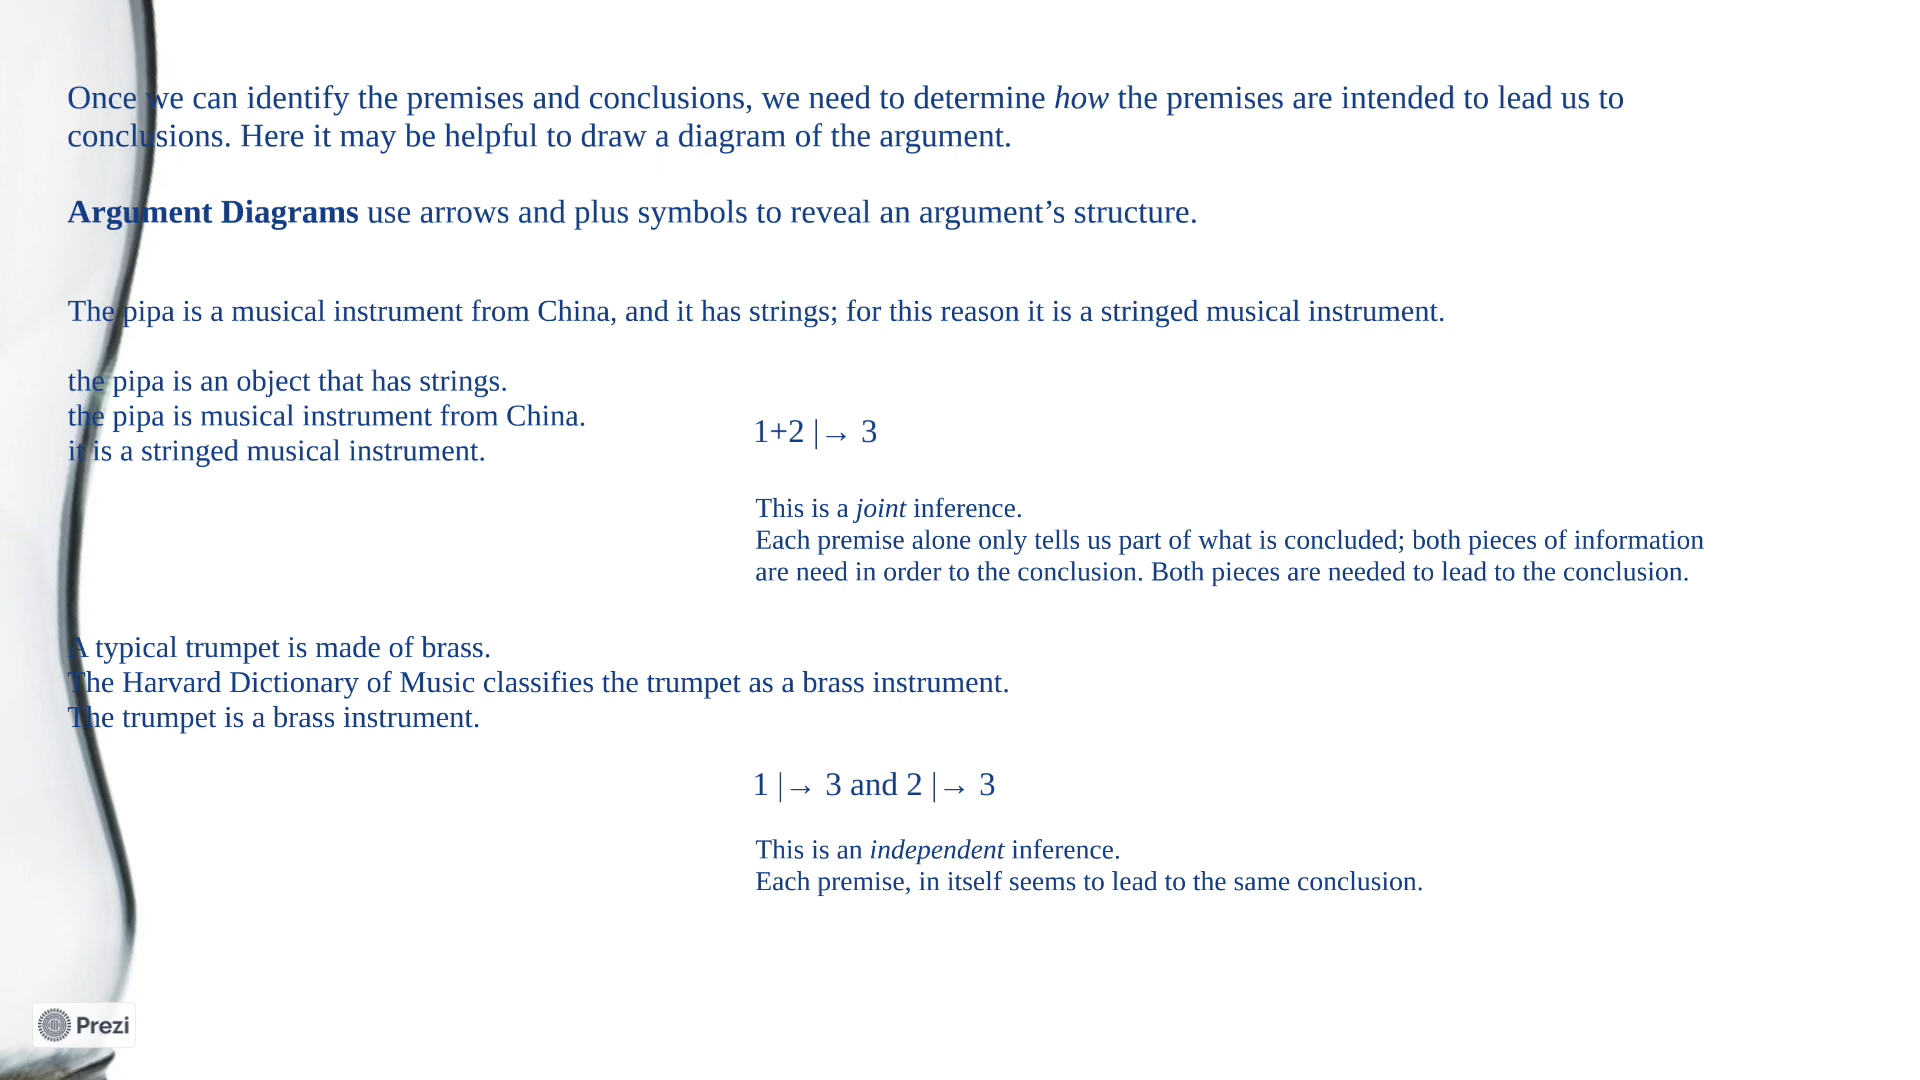 Once we can identify the premises and conclusions, we need to determine how the premises are intended to lead us to
conclusions. Here it may be helpful to draw a diagram of the argument.
Argument Diagrams use arrows and plus symbols to reveal an argument’s structure.
The pipa is a musical instrument from China, and it has strings; for this reason it is a stringed musical instrument.
the pipa is an object that has strings.
the pipa is musical instrument from China.
it is a stringed musical instrument.
1+2 |→ 3
This is a joint inference.
Each premise alone only tells us part of what is concluded; both pieces of information
are need in order to the conclusion. Both pieces are needed to lead to the conclusion.
A typical trumpet is made of brass.
The Harvard Dictionary of Music classifies the trumpet as a brass instrument.
The trumpet is a brass instrument.
1 |→ 3 and 2 |→ 3
This is an independent inference.
Each premise, in itself seems to lead to the same conclusion.
Prezi